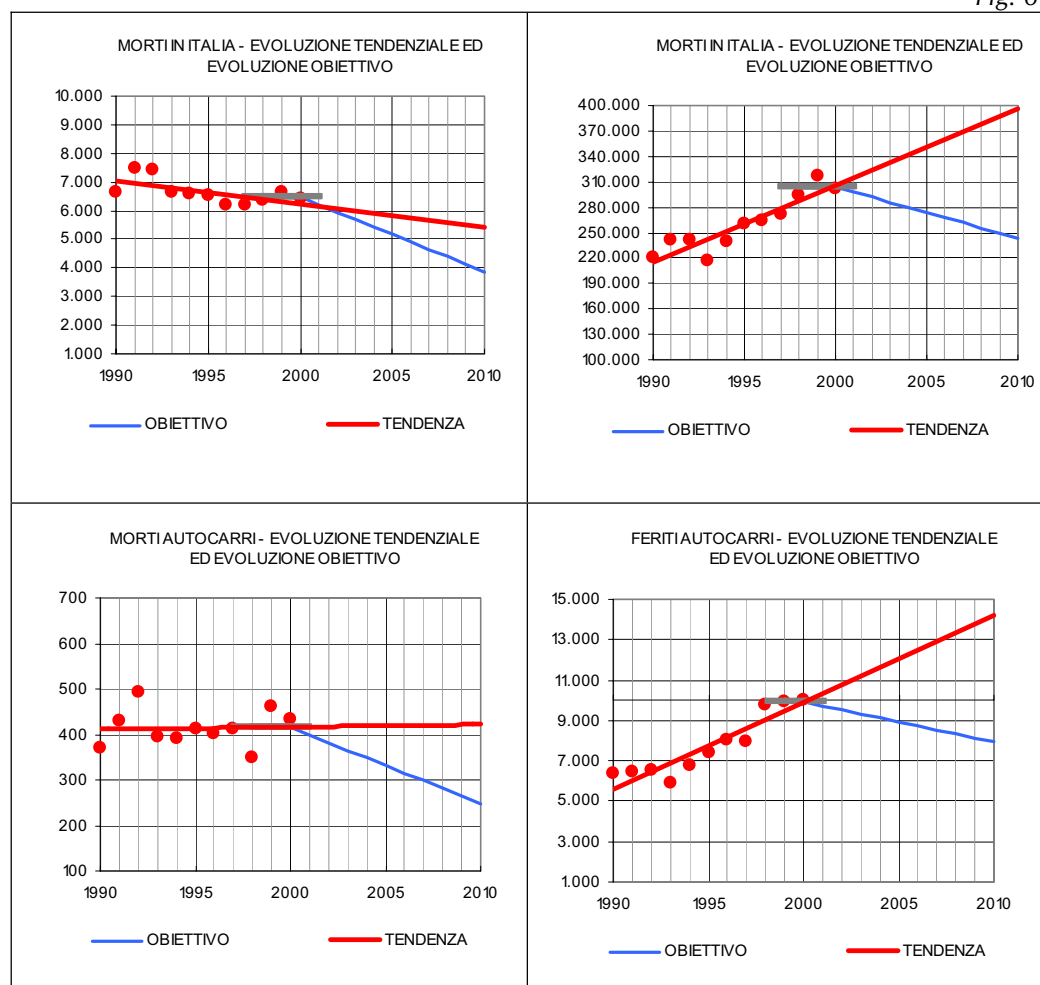 Fig. 6
MORTI IN ITALIA - EVOLUZIONE TENDENZIALE ED
EVOLUZIONE OBIETTIVO
10.000
9.000
8.000
7.000
6.000
5.000
4.000
3.000
2.000
1.000
1990 1995 2000 2005 2010
OBIETTIVO TENDENZA
MORTI IN ITALIA - EVOLUZIONE TENDENZIALE ED
EVOLUZIONE OBIETTIVO
400.000
370.000
340.000
310.000
280.000
250.000
220.000
190.000
160.000
130.000
100.000
1990 1995 2000 2005 2010
OBIETTIVO TENDENZA
MORTI AUTOCARRI - EVOLUZIONE TENDENZIALE
ED EVOLUZIONE OBIETTIVO
700
600
500
400
300
200
100
1990 1995 2000 2005 2010
OBIETTIVO TENDENZA
FERITI AUTOCARRI - EVOLUZIONE TENDENZIALE
ED EVOLUZIONE OBIETTIVO
15.000
13.000
11.000
9.000
7.000
5.000
3.000
1.000
1990 1995 2000 2005 2010
OBIETTIVO TENDENZA